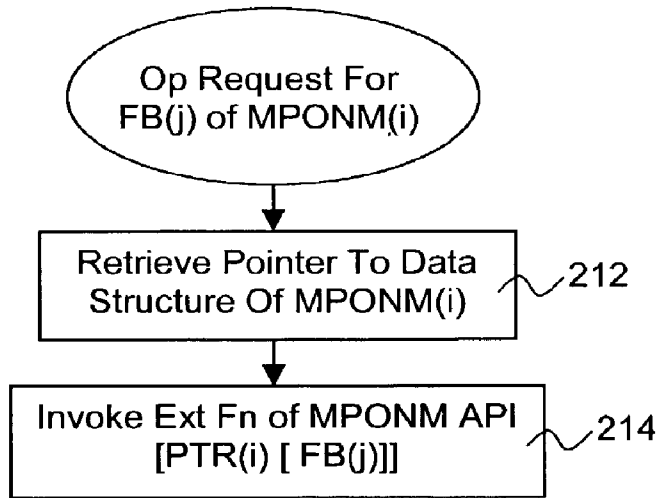 Op Request For
FB(j) of MPONM(i)
Retrieve Pointer To Data
Structure Of MPONM(i)
212
Invoke Ext Fn of MPONM API
[PTR(i) [ FB(j)]]
214